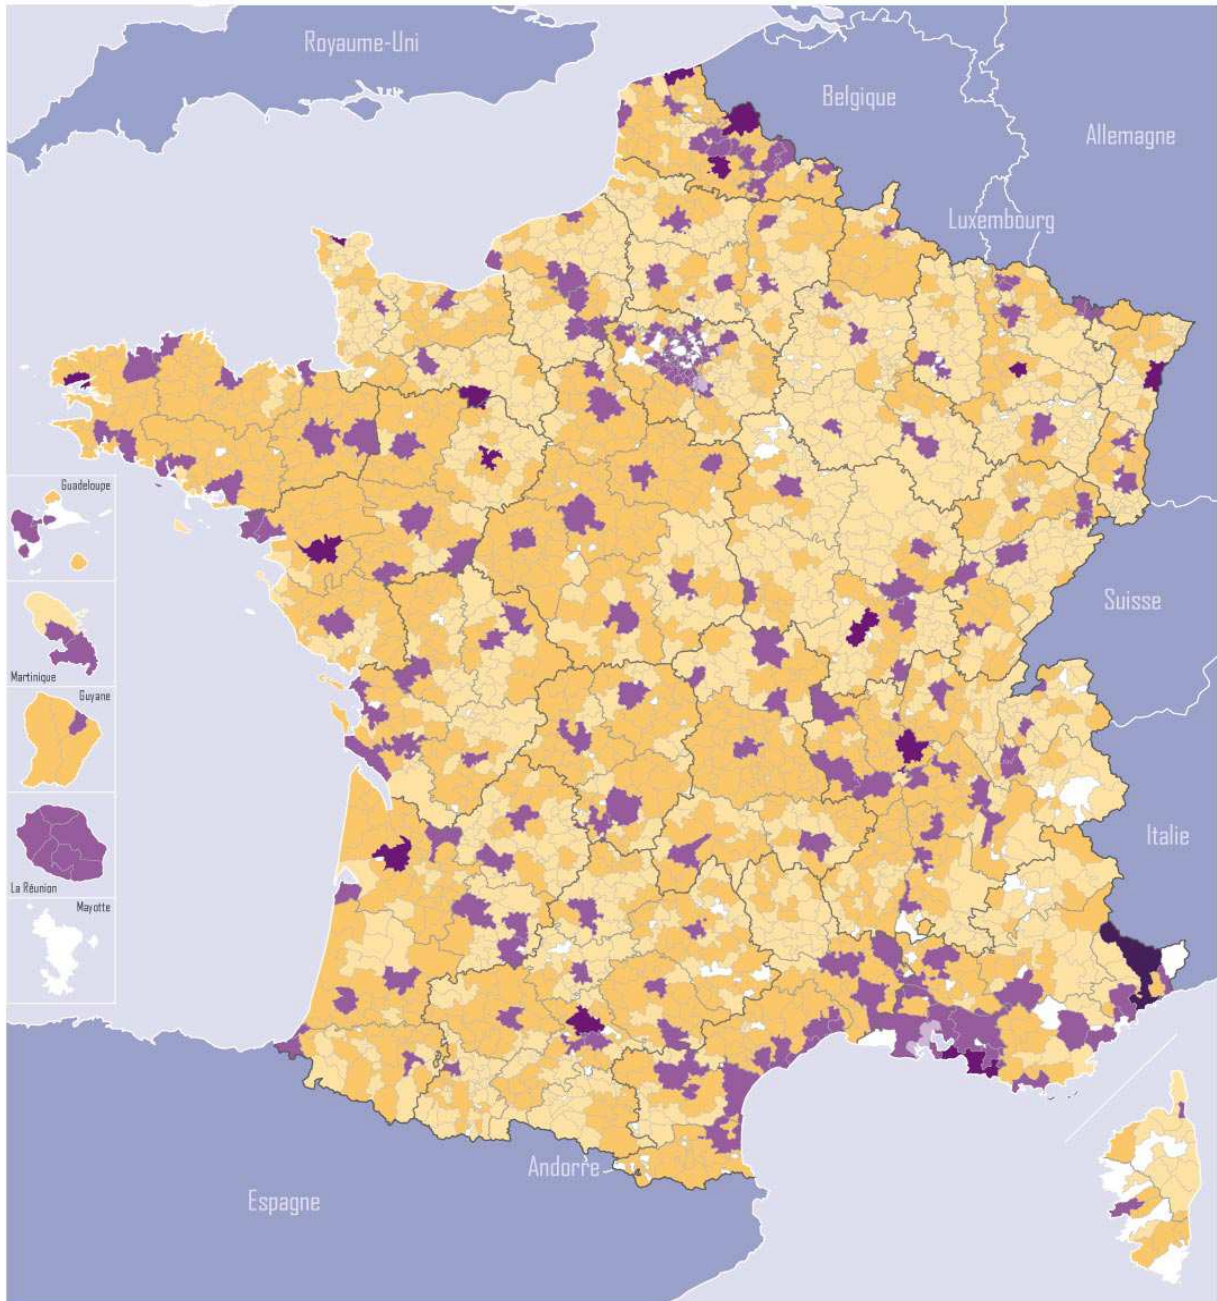 Royaume-Uni
Belgique
Allemagne
Luxembourg
Guadeloupe
Suisse
Martinique
Guyane
Italie
La Réunion
Mayotte
Andorre
Espagne